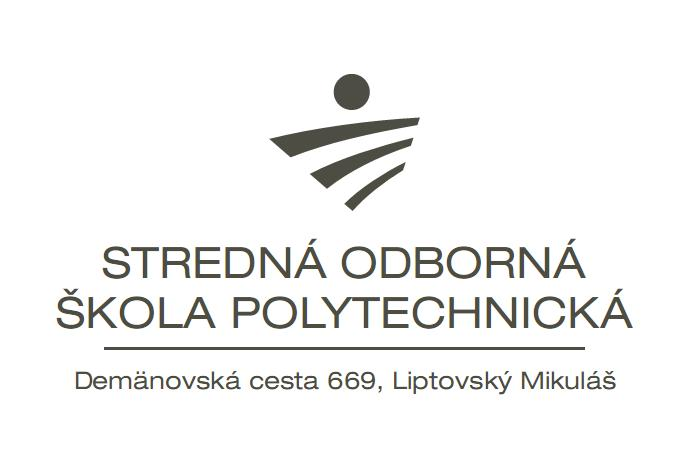 STREDNÁ ODBORNÁ
ŠKOLA POLYTECHNICKÁ
Demänovská cesta 669, Liptovský Mikuláš